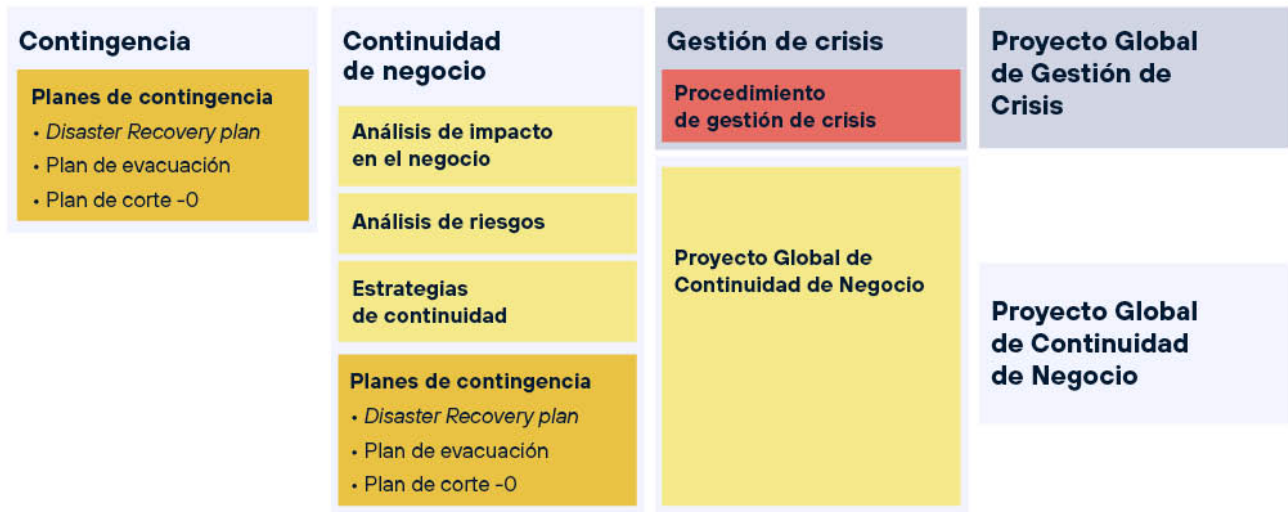 Contingencia
Planes de contingencia
• Disaster Recovery plan
• Plan de evacuación
• Plan de corte -0
Continuidad
de negocio
Análisis de impacto
en el negocio
Análisis de riesgos
Estrategias
de continuidad
Planes de contingencia
• Disaster Recovery plan
• Plan de evacuación
• Plan de corte -0
Gestión de crisis
Procedimiento
de gestión de crisis
Proyecto Global de
Continuidad de Negocio
Proyecto Global
de Gestión de
Crisis
Proyecto Global
de Continuidad
de Negocio